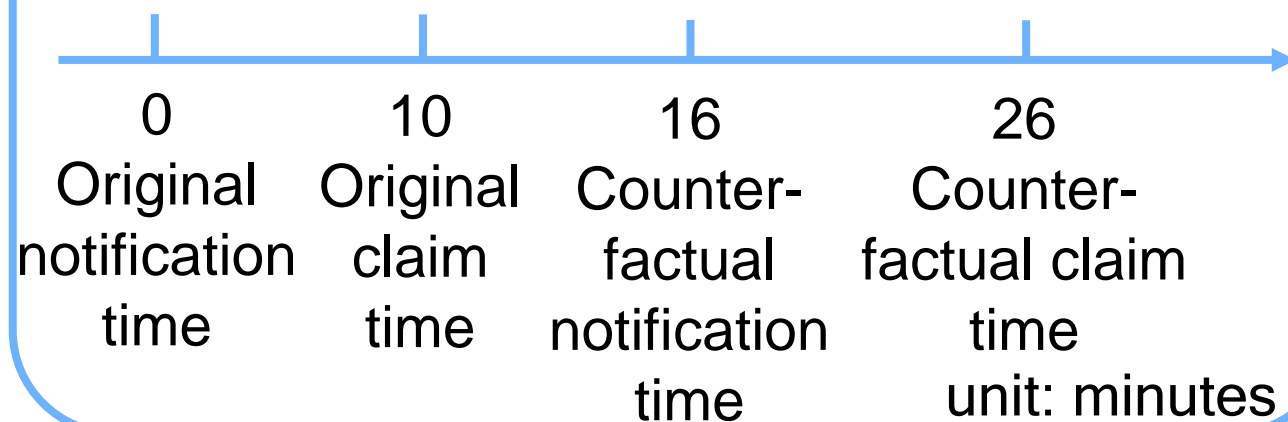 0
Original
notification
time
10
Original
claim
time
16
Counter-
factual
notification
time
26
Counter-
factual claim
time
unit: minutes